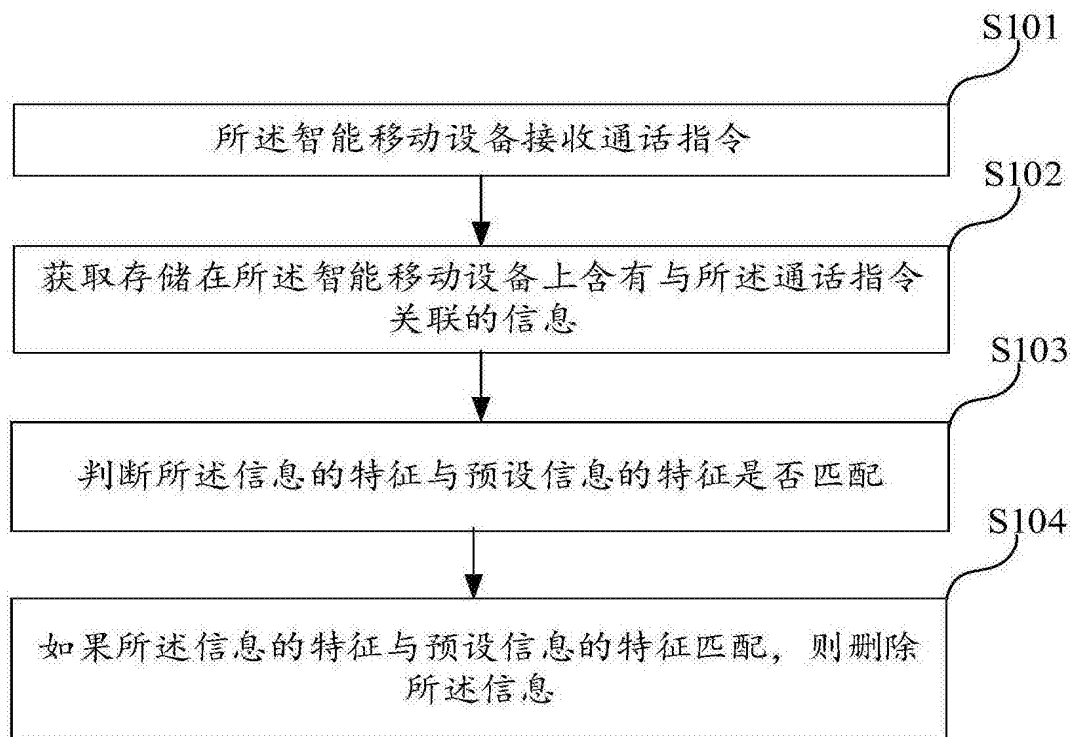 S101
所述智能移动设备接收通话指令
S102
获取存储在所述智能移动设备上含有与所述通话指令
关联的信息
S103
判断所述信息的特征与预设信息的特征是否匹配
S104
如果所述信息的特征与预设信息的特征匹配，则删除
所述信息